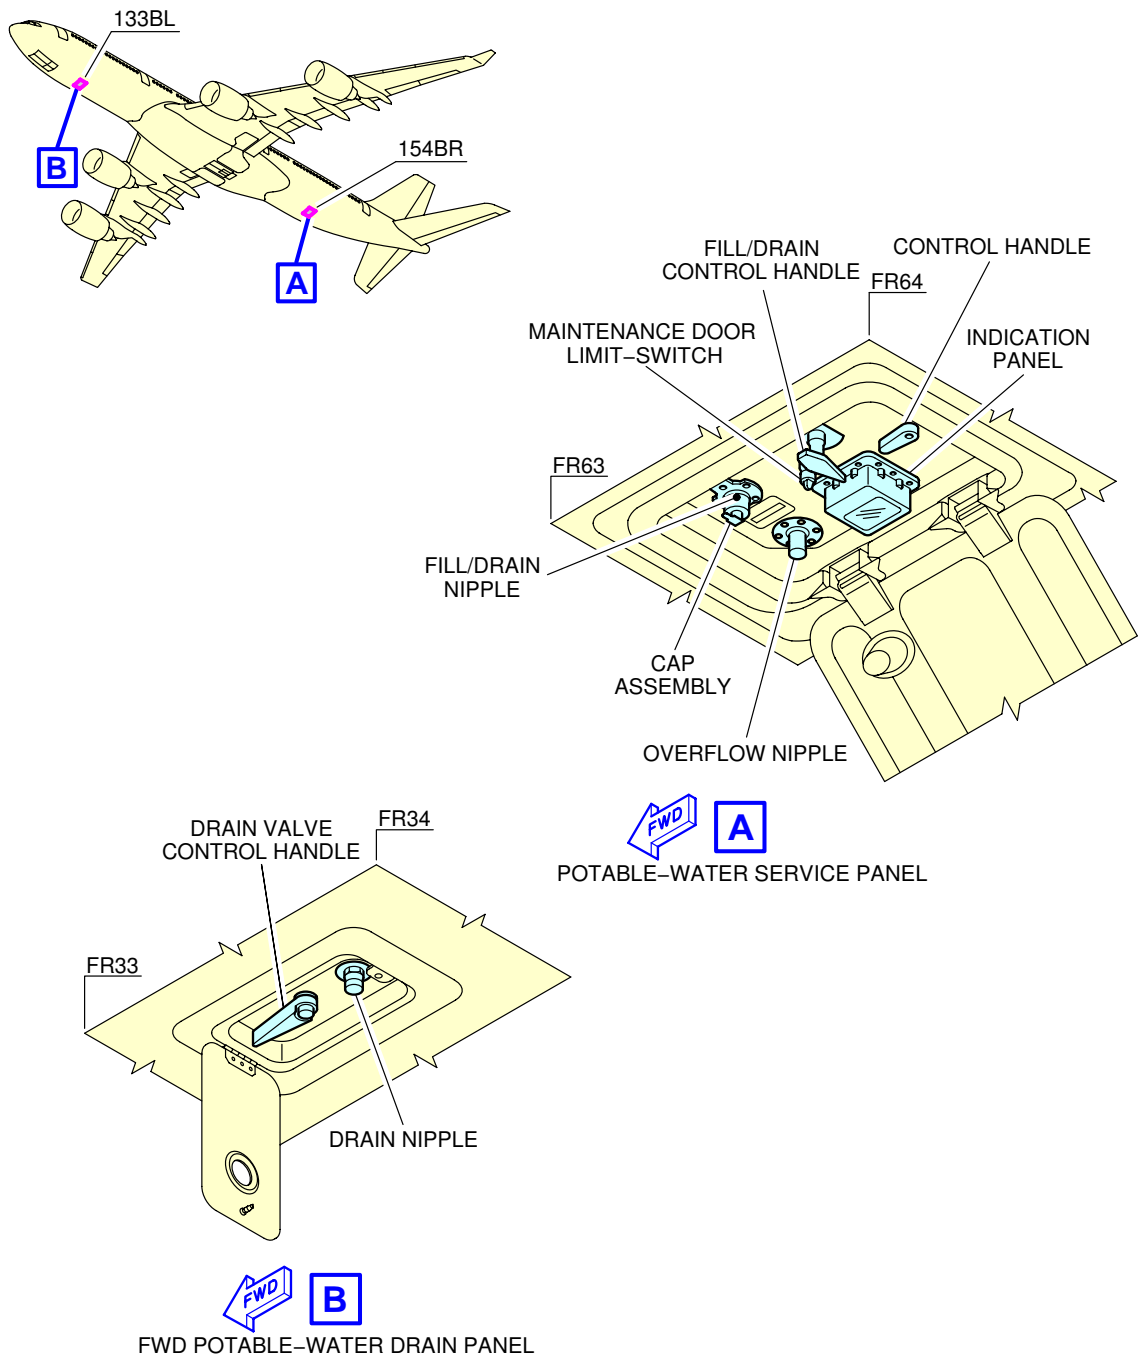 133BL
B
154BR
A
FILL/DRAIN
CONTROL HANDLE
CONTROL HANDLE
FR64
MAINTENANCE DOOR
LIMIT–SWITCH
INDICATION
PANEL
FR63
FILL/DRAIN
NIPPLE
CAP
ASSEMBLY
OVERFLOW NIPPLE
FWD
A
POTABLE–WATER SERVICE PANEL
FR34
DRAIN VALVE
CONTROL HANDLE
FR33
DRAIN NIPPLE
FWD
B
FWD POTABLE–WATER DRAIN PANEL